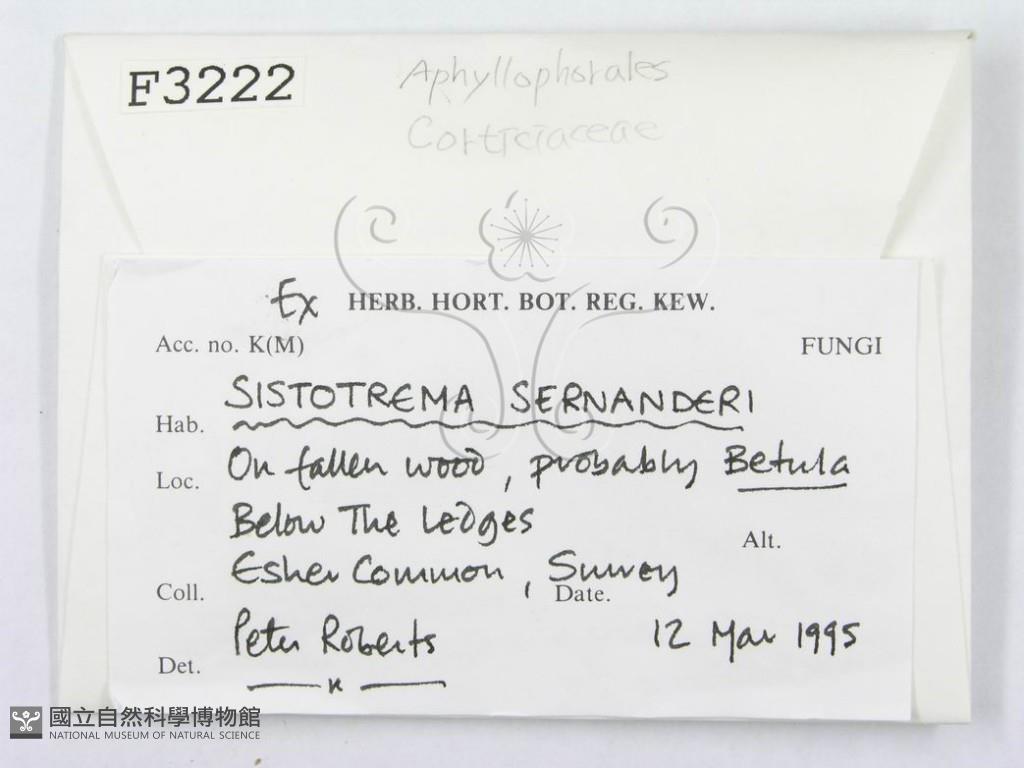 F3222
Aphyllophorales
Corticiaceae
Ex HERB. HORT. BOT. REG. KEW.
Acc. no. K(M) FUNGI
SISTOTREMA SERNANDERI
Hab.
On fallen wood, probably Betula
Loc.
Below The Ledges
Alt.
Esher Common, Surrey
Coll. Date.
Peter Roberts 12 Mar 1995
Det.
—— " ——
國立自然科學博物館
NATIONAL MUSEUM OF NATURAL SCIENCE